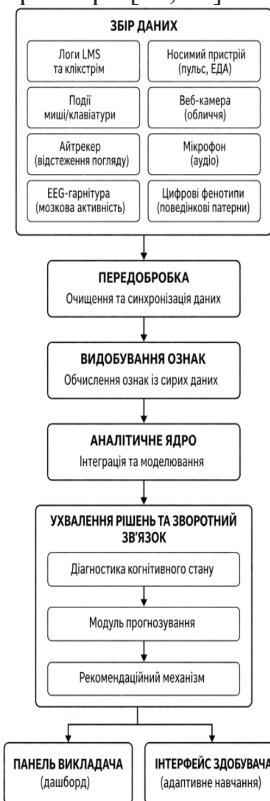 ЗБІР ДАНИХ
Логи LMS
та клікстрім
Носимий пристрій
(пульс, ЕДА)
Події
миші/клавіатури
Веб-камера
(обличчя)
Айтрекер
(відстеження погляду)
Мікрофон
(аудіо)
EEG-гарнітура
(мозкова активність)
Цифрові фенотипи
(поведінкові патерни)
ПЕРЕДОБРОБКА
Очищення та синхронізація даних
ВИДОБУВАННЯ ОЗНАК
Обчислення ознак із сирих даних
АНАЛІТИЧНЕ ЯДРО
Інтеграція та моделювання
УХВАЛЕННЯ РІШЕНЬ ТА ЗВОРОТНИЙ
ЗВ'ЯЗОК
Діагностика когнітивного стану
Модуль прогнозування
Рекомендаційний механізм
ПАНЕЛЬ ВИКЛАДАЧА
(дашборд)
ІНТЕРФЕЙС ЗДОБУВАЧА
(адаптивне навчання)